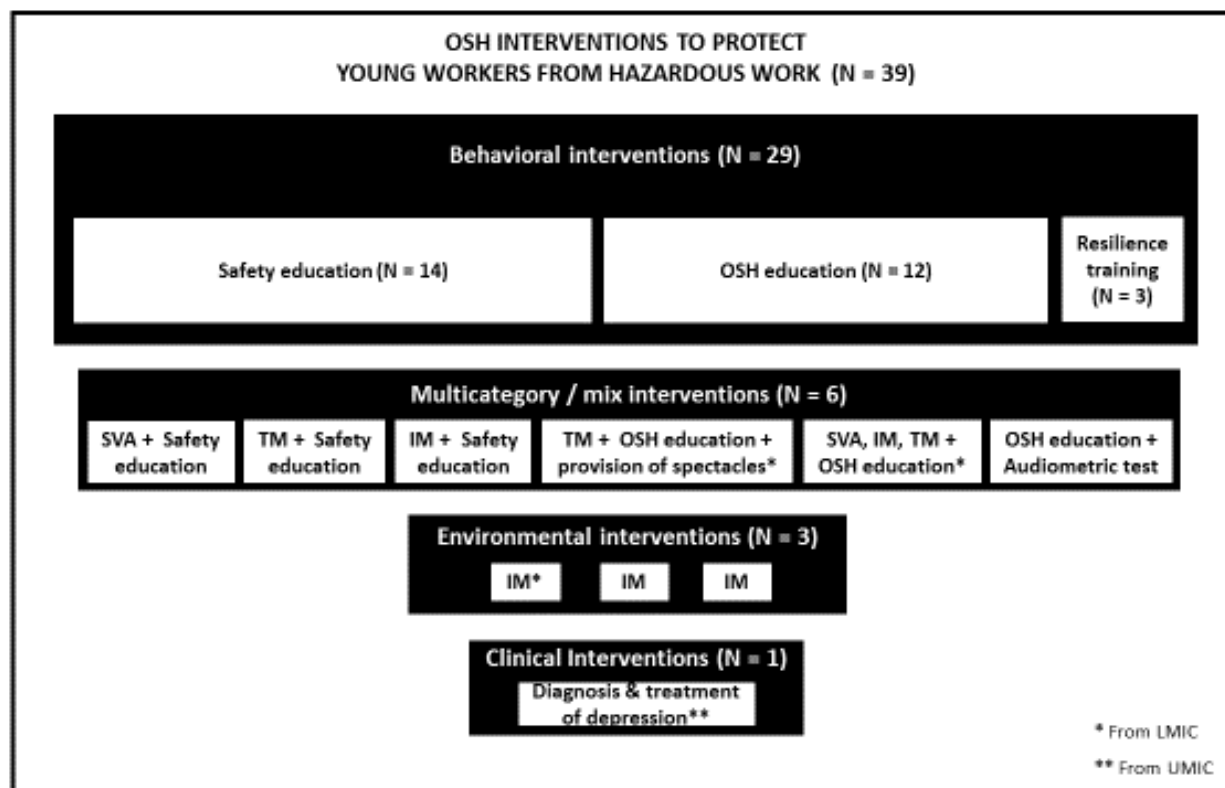 OSH INTERVENTIONS TO PROTECT
YOUNG WORKERS FROM HAZARDOUS WORK (N = 39)
Behavioral interventions (N = 29)
Safety education (N = 14)
OSH education (N = 12)
Resilience
training
(N = 3)
Multicategory / mix interventions (N = 6)
SVA + Safety
education
TM + Safety
education
IM + Safety
education
TM + OSH education +
provision of spectacles*
SVA, IM, TM +
OSH education*
OSH education +
Audiometric test
Environmental interventions (N = 3)
IM*
IM
IM
Clinical Interventions (N = 1)
Diagnosis & treatment
of depression**
* From LMIC
** From UMIC